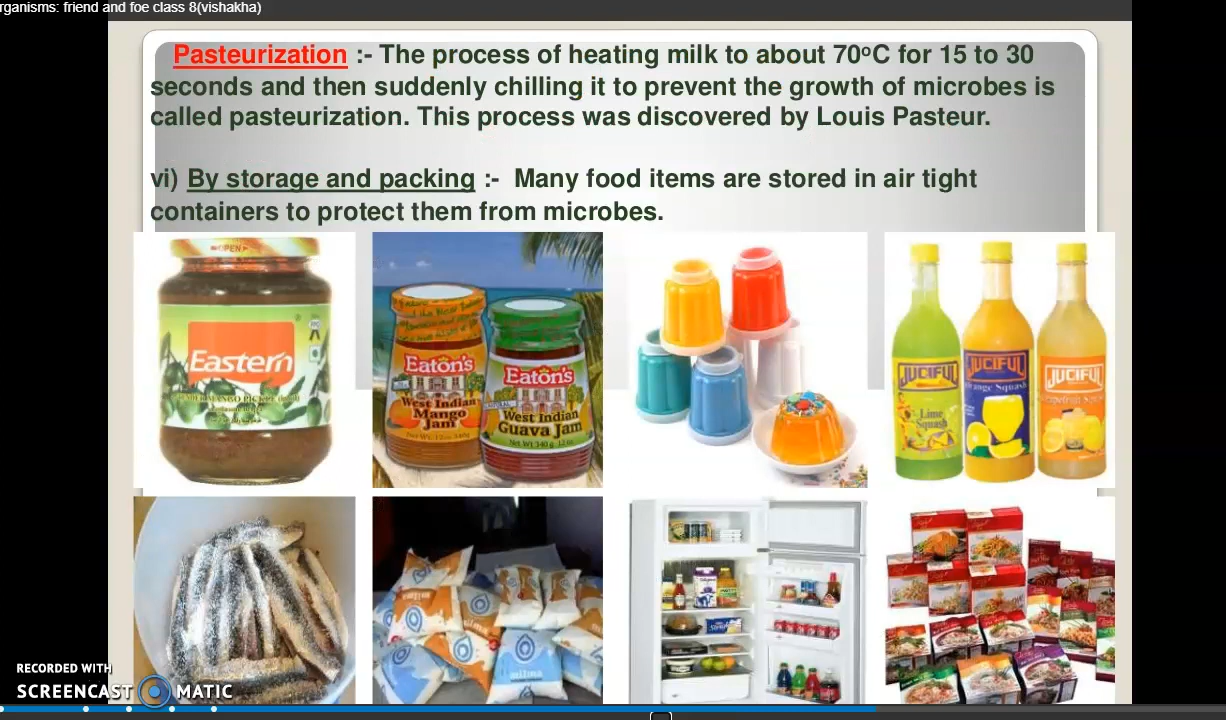 rganisms: friend and foe class 8(vishakha)
Pasteurization :- The process of heating milk to about 70ºC for 15 to 30
seconds and then suddenly chilling it to prevent the growth of microbes is
called pasteurization. This process was discovered by Louis Pasteur.
vi) By storage and packing :- Many food items are stored in air tight
containers to protect them from microbes.
OPEN
Eastern
Eaton's
West Indian
Mango
Jam
Eaton's
West Indian
Guava Jam
JUCIFUL
Lime
Squash
JUCIFUL
Orange Squash
JUCIFUL
milma
RECORDED WITH
SCREENCAST MATIC